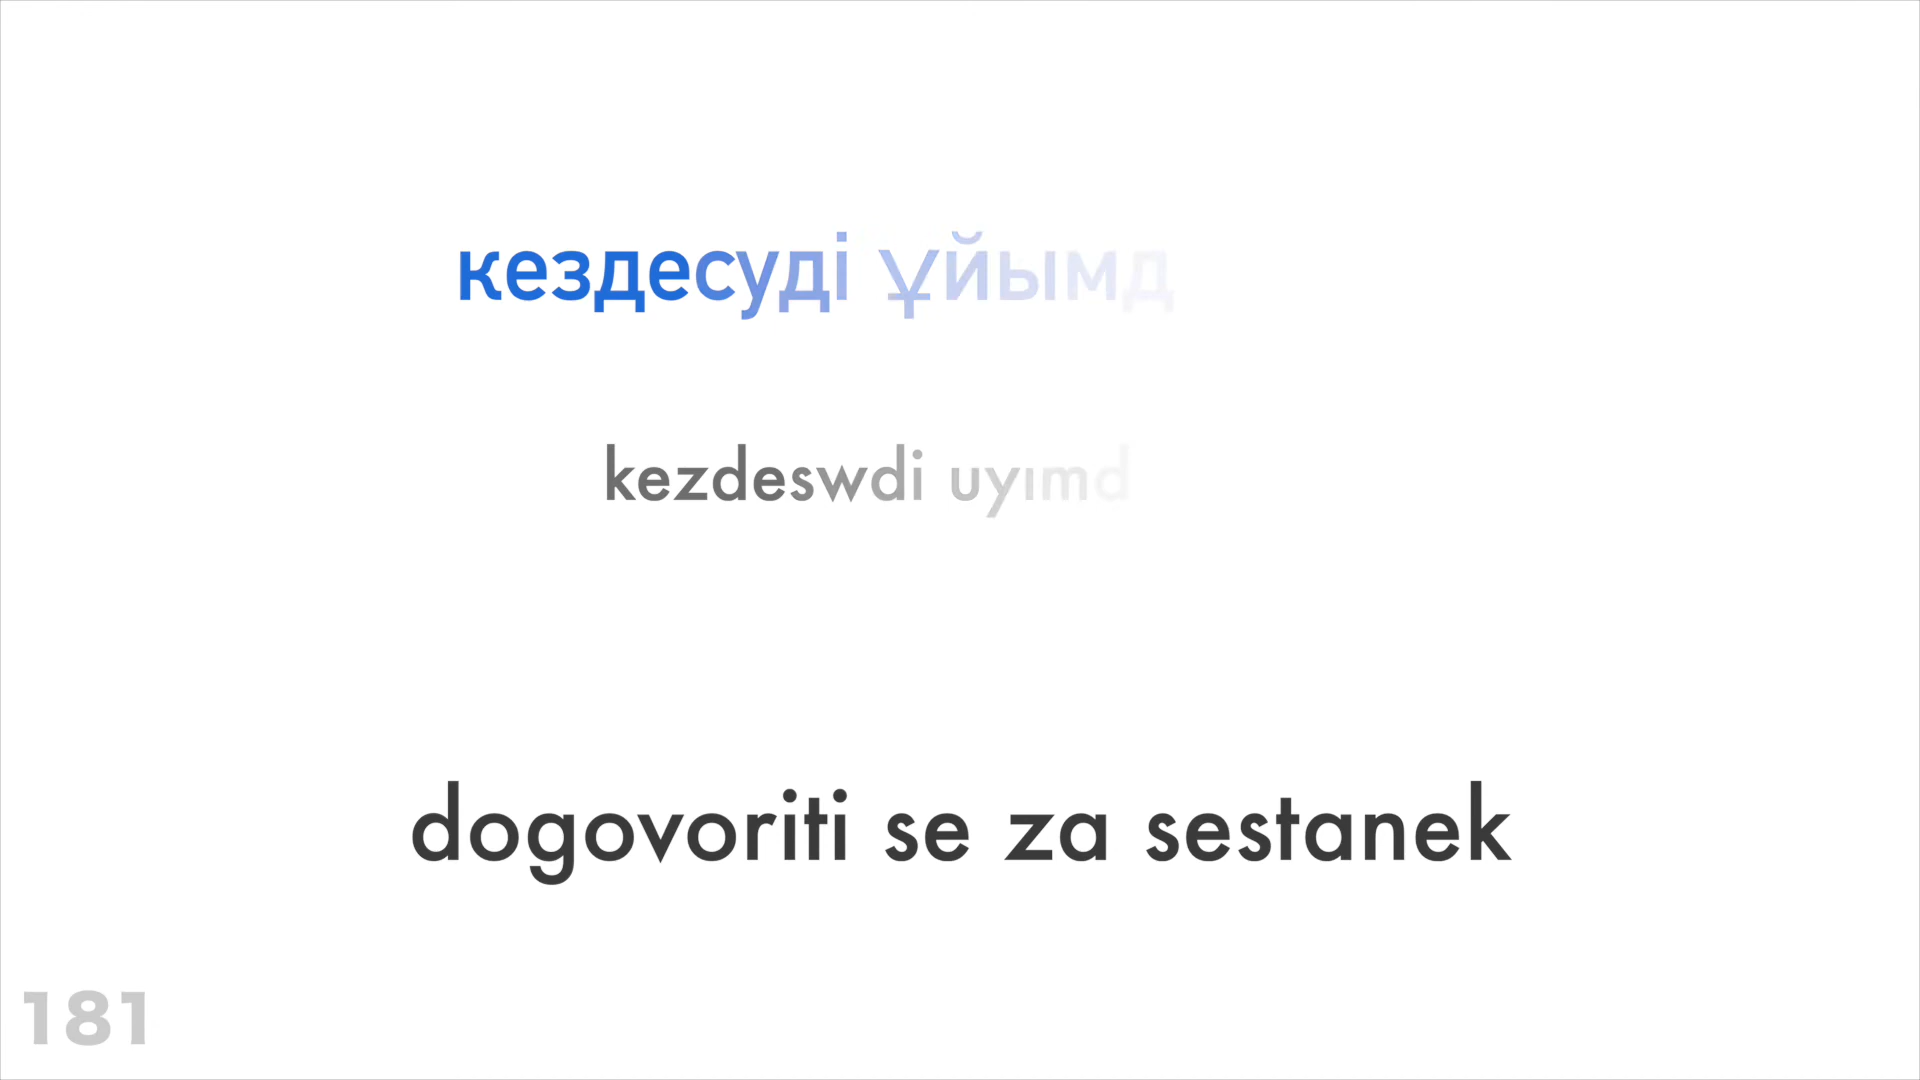 кездесуді ұйымд
kezdeswdi uyımd
dogovoriti se za sestanek
181